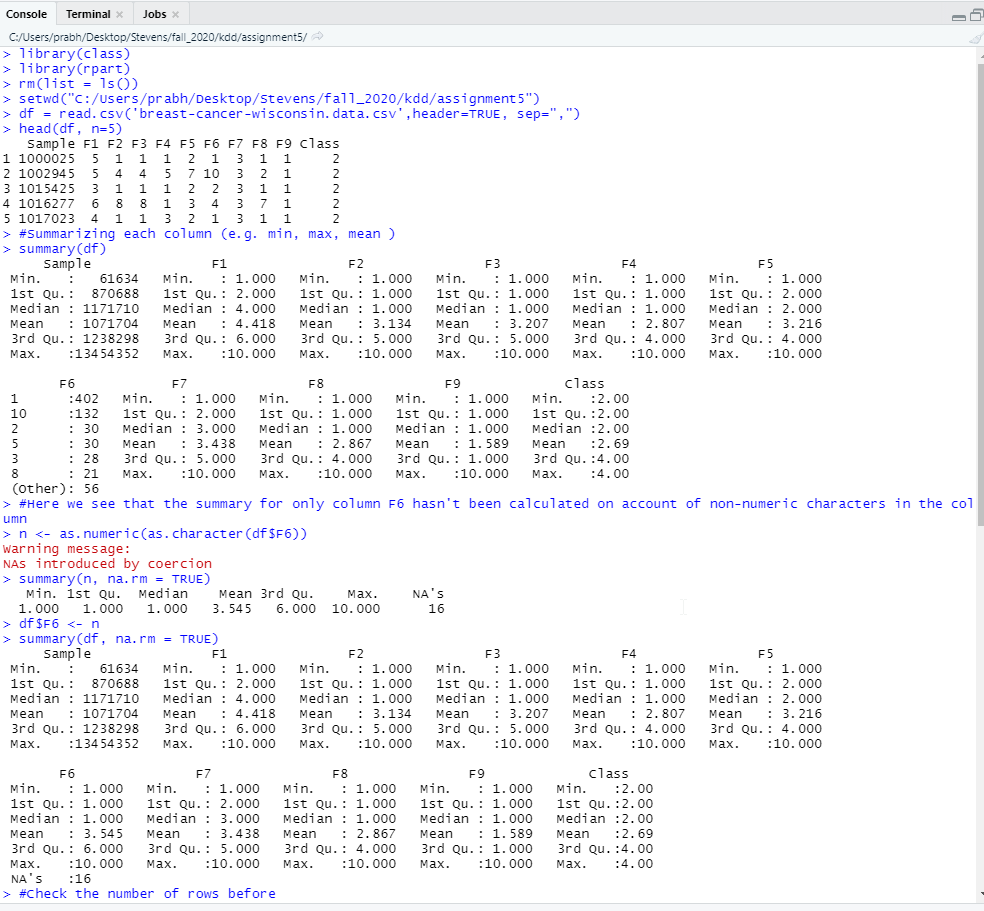 Console Terminal × Jobs ×
C:/Users/prabh/Desktop/Stevens/fall_2020/kdd/assignment5/
> library(class)
> library(rpart)
> rm(list = ls())
> setwd("C:/Users/prabh/Desktop/Stevens/fall_2020/kdd/assignment5")
> df = read.csv('breast-cancer-wisconsin.data.csv',header=TRUE, sep=",")
> head(df, n=5)
   Sample F1 F2 F3 F4 F5 F6 F7 F8 F9 Class
1 1000025  5  1  1  1  2  1  3  1  1     2
2 1002945  5  4  4  5  7 10  3  2  1     2
3 1015425  3  1  1  1  2  2  3  1  1     2
4 1016277  6  8  8  1  3  4  3  7  1     2
5 1017023  4  1  1  3  2  1  3  1  1     2
> #Summarizing each column (e.g. min, max, mean )
> summary(df)
     Sample               F1               F2               F3               F4               F5
 Min.   :   61634   Min.   : 1.000   Min.   : 1.000   Min.   : 1.000   Min.   : 1.000   Min.   : 1.000
 1st Qu.:  870688   1st Qu.: 2.000   1st Qu.: 1.000   1st Qu.: 1.000   1st Qu.: 1.000   1st Qu.: 2.000
 Median : 1171710   Median : 4.000   Median : 1.000   Median : 1.000   Median : 1.000   Median : 2.000
 Mean   : 1071704   Mean   : 4.418   Mean   : 3.134   Mean   : 3.207   Mean   : 2.807   Mean   : 3.216
 3rd Qu.: 1238298   3rd Qu.: 6.000   3rd Qu.: 5.000   3rd Qu.: 5.000   3rd Qu.: 4.000   3rd Qu.: 4.000
 Max.   :13454352   Max.   :10.000   Max.   :10.000   Max.   :10.000   Max.   :10.000   Max.   :10.000
       F6            F7               F8               F9             Class
 1      :402   Min.   : 1.000   Min.   : 1.000   Min.   : 1.000   Min.   :2.00
 10     :132   1st Qu.: 2.000   1st Qu.: 1.000   1st Qu.: 1.000   1st Qu.:2.00
 2      : 30   Median : 3.000   Median : 1.000   Median : 1.000   Median :2.00
 5      : 30   Mean   : 3.438   Mean   : 2.867   Mean   : 1.589   Mean   :2.69
 3      : 28   3rd Qu.: 5.000   3rd Qu.: 4.000   3rd Qu.: 1.000   3rd Qu.:4.00
 8      : 21   Max.   :10.000   Max.   :10.000   Max.   :10.000   Max.   :4.00
 (Other): 56
> #Here we see that the summary for only column F6 hasn't been calculated on account of non-numeric characters in the col
umn
> n <- as.numeric(as.character(df$F6))
Warning message:
NAs introduced by coercion
> summary(n, na.rm = TRUE)
   Min. 1st Qu.  Median    Mean 3rd Qu.    Max.    NA's
  1.000   1.000   1.000   3.545   6.000  10.000      16
> df$F6 <- n
> summary(df, na.rm = TRUE)
     Sample               F1               F2               F3               F4               F5
 Min.   :   61634   Min.   : 1.000   Min.   : 1.000   Min.   : 1.000   Min.   : 1.000   Min.   : 1.000
 1st Qu.:  870688   1st Qu.: 2.000   1st Qu.: 1.000   1st Qu.: 1.000   1st Qu.: 1.000   1st Qu.: 2.000
 Median : 1171710   Median : 4.000   Median : 1.000   Median : 1.000   Median : 1.000   Median : 2.000
 Mean   : 1071704   Mean   : 4.418   Mean   : 3.134   Mean   : 3.207   Mean   : 2.807   Mean   : 3.216
 3rd Qu.: 1238298   3rd Qu.: 6.000   3rd Qu.: 5.000   3rd Qu.: 5.000   3rd Qu.: 4.000   3rd Qu.: 4.000
 Max.   :13454352   Max.   :10.000   Max.   :10.000   Max.   :10.000   Max.   :10.000   Max.   :10.000
       F6               F7               F8               F9             Class
 Min.   : 1.000   Min.   : 1.000   Min.   : 1.000   Min.   : 1.000   Min.   :2.00
 1st Qu.: 1.000   1st Qu.: 2.000   1st Qu.: 1.000   1st Qu.: 1.000   1st Qu.:2.00
 Median : 1.000   Median : 3.000   Median : 1.000   Median : 1.000   Median :2.00
 Mean   : 3.545   Mean   : 3.438   Mean   : 2.867   Mean   : 1.589   Mean   :2.69
 3rd Qu.: 6.000   3rd Qu.: 5.000   3rd Qu.: 4.000   3rd Qu.: 1.000   3rd Qu.:4.00
 Max.   :10.000   Max.   :10.000   Max.   :10.000   Max.   :10.000   Max.   :4.00
 NA's   :16
> #Check the number of rows before